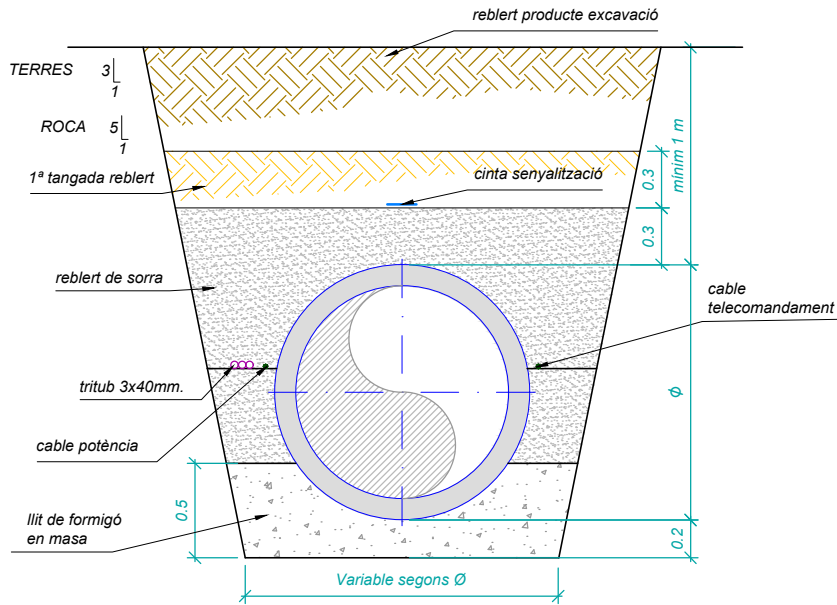 reblert producte excavació
TERRES 3
1
ROCA 5
1
1ª tangada reblert
cinta senyalització
0.3
mínim 1 m
0.3
reblert de sorra
cable
telecomandament
tritub 3x40mm.
Φ
cable potència
0.5
llit de formigó
en masa
0.2
Variable segons Ø